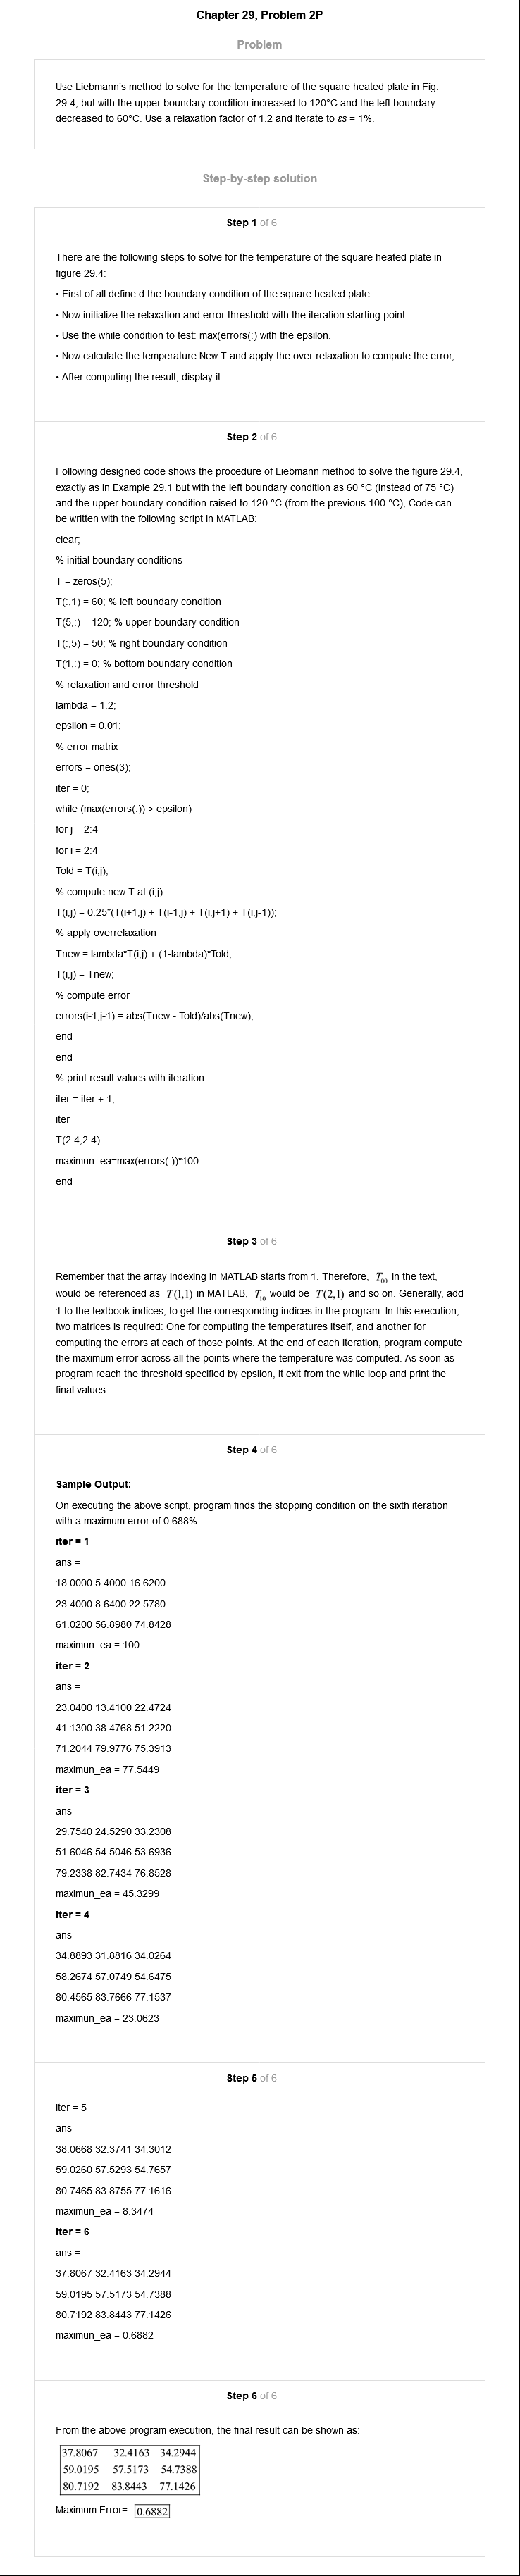 Chapter 29, Problem 2P
Problem
Use Liebmann's method to solve for the temperature of the square heated plate in Fig.
29.4, but with the upper boundary condition increased to 120°C and the left boundary
decreased to 60°C. Use a relaxation factor of 1.2 and iterate to εs = 1%.
Step-by-step solution
Step 1 of 6
There are the following steps to solve for the temperature of the square heated plate in
figure 29.4:
• First of all define d the boundary condition of the square heated plate
• Now initialize the relaxation and error threshold with the iteration starting point.
• Use the while condition to test: max(errors(:) with the epsilon.
• Now calculate the temperature New T and apply the over relaxation to compute the error,
• After computing the result, display it.
Step 2 of 6
Following designed code shows the procedure of Liebmann method to solve the figure 29.4,
exactly as in Example 29.1 but with the left boundary condition as 60 °C (instead of 75 °C)
and the upper boundary condition raised to 120 °C (from the previous 100 °C), Code can
be written with the following script in MATLAB:
clear;
% initial boundary conditions
T = zeros(5);
T(:,1) = 60; % left boundary condition
T(5,:) = 120; % upper boundary condition
T(:,5) = 50; % right boundary condition
T(1,:) = 0; % bottom boundary condition
% relaxation and error threshold
lambda = 1.2;
epsilon = 0.01;
% error matrix
errors = ones(3);
iter = 0;
while (max(errors(:)) > epsilon)
for j = 2:4
for i = 2:4
Told = T(i,j);
% compute new T at (i,j)
T(i,j) = 0.25*(T(i+1,j) + T(i-1,j) + T(i,j+1) + T(i,j-1));
% apply overrelaxation
Tnew = lambda*T(i,j) + (1-lambda)*Told;
T(i,j) = Tnew;
% compute error
errors(i-1,j-1) = abs(Tnew - Told)/abs(Tnew);
end
end
% print result values with iteration
iter = iter + 1;
iter
T(2:4,2:4)
maximun_ea=max(errors(:))*100
end
Step 3 of 6
Remember that the array indexing in MATLAB starts from 1. Therefore, T₀₀ in the text,
would be referenced as T(1,1) in MATLAB, T₁₀ would be T(2,1) and so on. Generally, add
1 to the textbook indices, to get the corresponding indices in the program. In this execution,
two matrices is required: One for computing the temperatures itself, and another for
computing the errors at each of those points. At the end of each iteration, program compute
the maximum error across all the points where the temperature was computed. As soon as
program reach the threshold specified by epsilon, it exit from the while loop and print the
final values.
Step 4 of 6
Sample Output:
On executing the above script, program finds the stopping condition on the sixth iteration
with a maximum error of 0.688%.
iter = 1
ans =
18.0000 5.4000 16.6200
23.4000 8.6400 22.5780
61.0200 56.8980 74.8428
maximun_ea = 100
iter = 2
ans =
23.0400 13.4100 22.4724
41.1300 38.4768 51.2220
71.2044 79.9776 75.3913
maximun_ea = 77.5449
iter = 3
ans =
29.7540 24.5290 33.2308
51.6046 54.5046 53.6936
79.2338 82.7434 76.8528
maximun_ea = 45.3299
iter = 4
ans =
34.8893 31.8816 34.0264
58.2674 57.0749 54.6475
80.4565 83.7666 77.1537
maximun_ea = 23.0623
Step 5 of 6
iter = 5
ans =
38.0668 32.3741 34.3012
59.0260 57.5293 54.7657
80.7465 83.8755 77.1616
maximun_ea = 8.3474
iter = 6
ans =
37.8067 32.4163 34.2944
59.0195 57.5173 54.7388
80.7192 83.8443 77.1426
maximun_ea = 0.6882
Step 6 of 6
From the above program execution, the final result can be shown as:
37.8067 32.4163 34.2944
59.0195 57.5173 54.7388
80.7192 83.8443 77.1426
Maximum Error= 0.6882